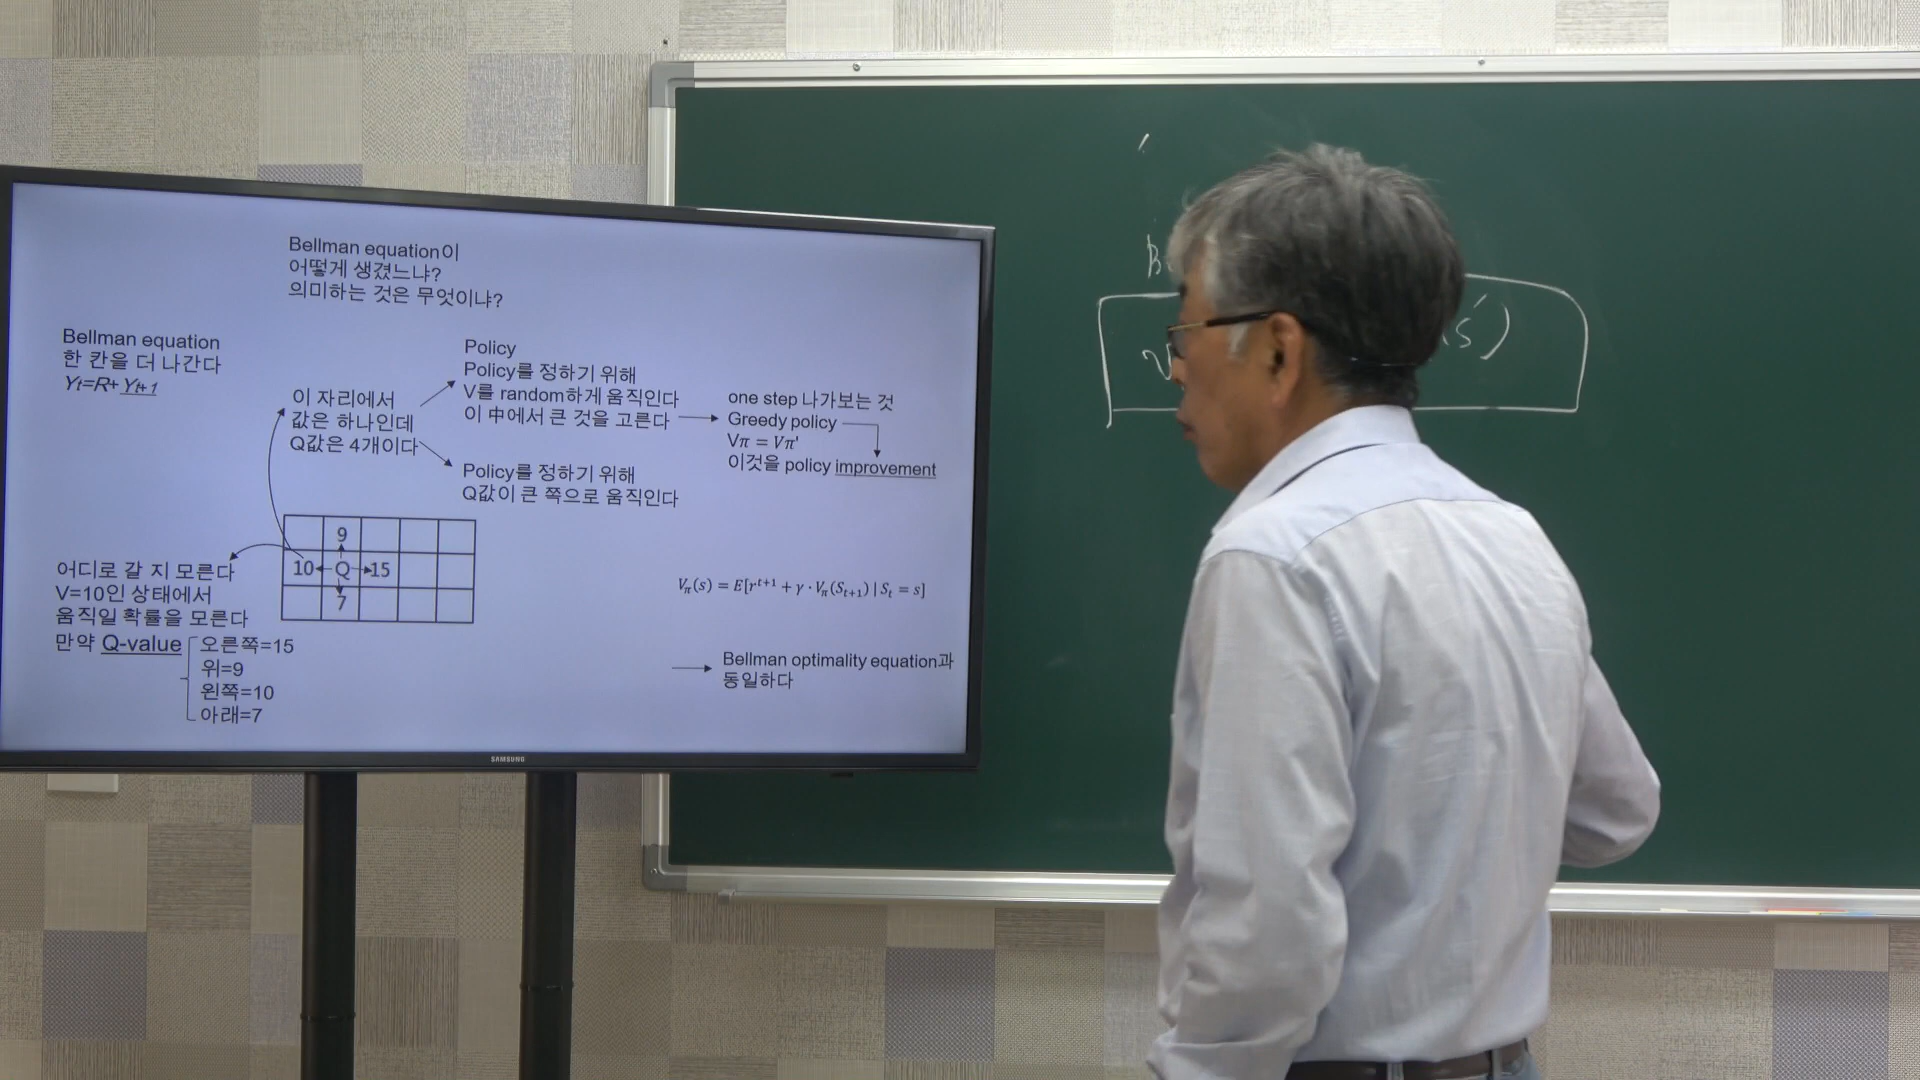 Bellman equation이
어떻게 생겼느냐?
의미하는 것은 무엇이냐?
Bellman equation
한 칸을 더 나간다
Yt=R+Yt+1
이 자리에서
값은 하나인데
Q값은 4개이다
Policy
Policy를 정하기 위해
V를 random하게 움직인다
이 中에서 큰 것을 고른다
Policy를 정하기 위해
Q값이 큰 쪽으로 움직인다
one step 나가보는 것
Greedy policy
Vπ = Vπ'
이것을 policy improvement
9
10 Q 15
7
어디로 갈 지 모른다
V=10인 상태에서
움직일 확률을 모른다
만약 Q-value
오른쪽=15
위=9
왼쪽=10
아래=7
Vπ(s) = E[r^t+1 + γ · Vπ(St+1) | St = s]
Bellman optimality equation과
동일하다
SAMSUNG
(s')